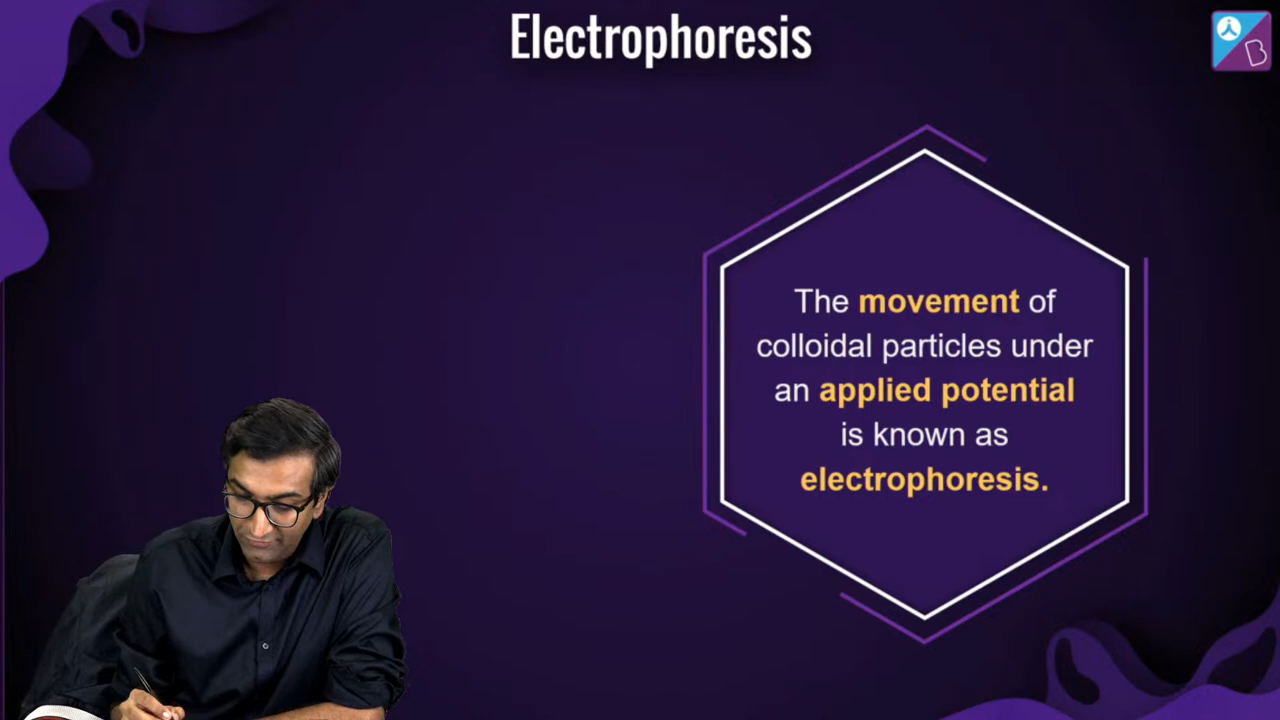 Electrophoresis
The movement of
colloidal particles under
an applied potential
is known as
electrophoresis.